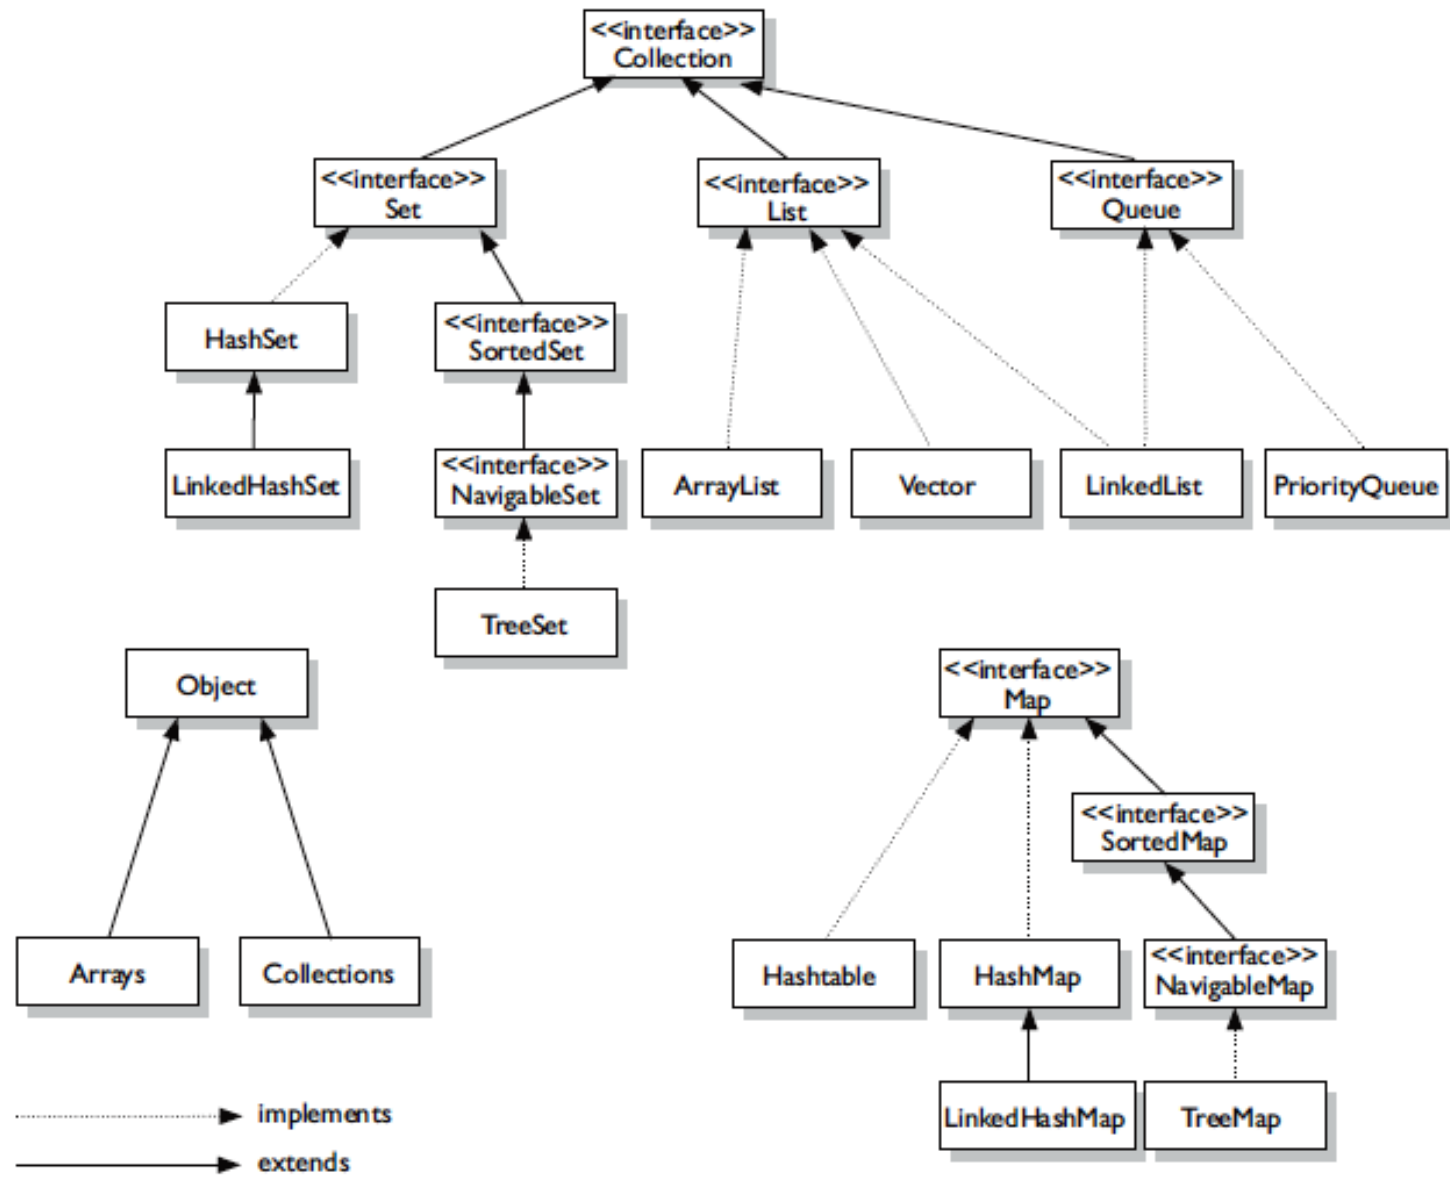 <<interface>>
Collection
<<interface>>
Set
<<interface>>
List
<<interface>>
Queue
HashSet
<<interface>>
SortedSet
LinkedHashSet
<<interface>>
NavigableSet
ArrayList
Vector
LinkedList
PriorityQueue
TreeSet
Object
<<interface>>
Map
<<interface>>
SortedMap
Arrays
Collections
Hashtable
HashMap
<<interface>>
NavigableMap
LinkedHashMap
TreeMap
implements
extends